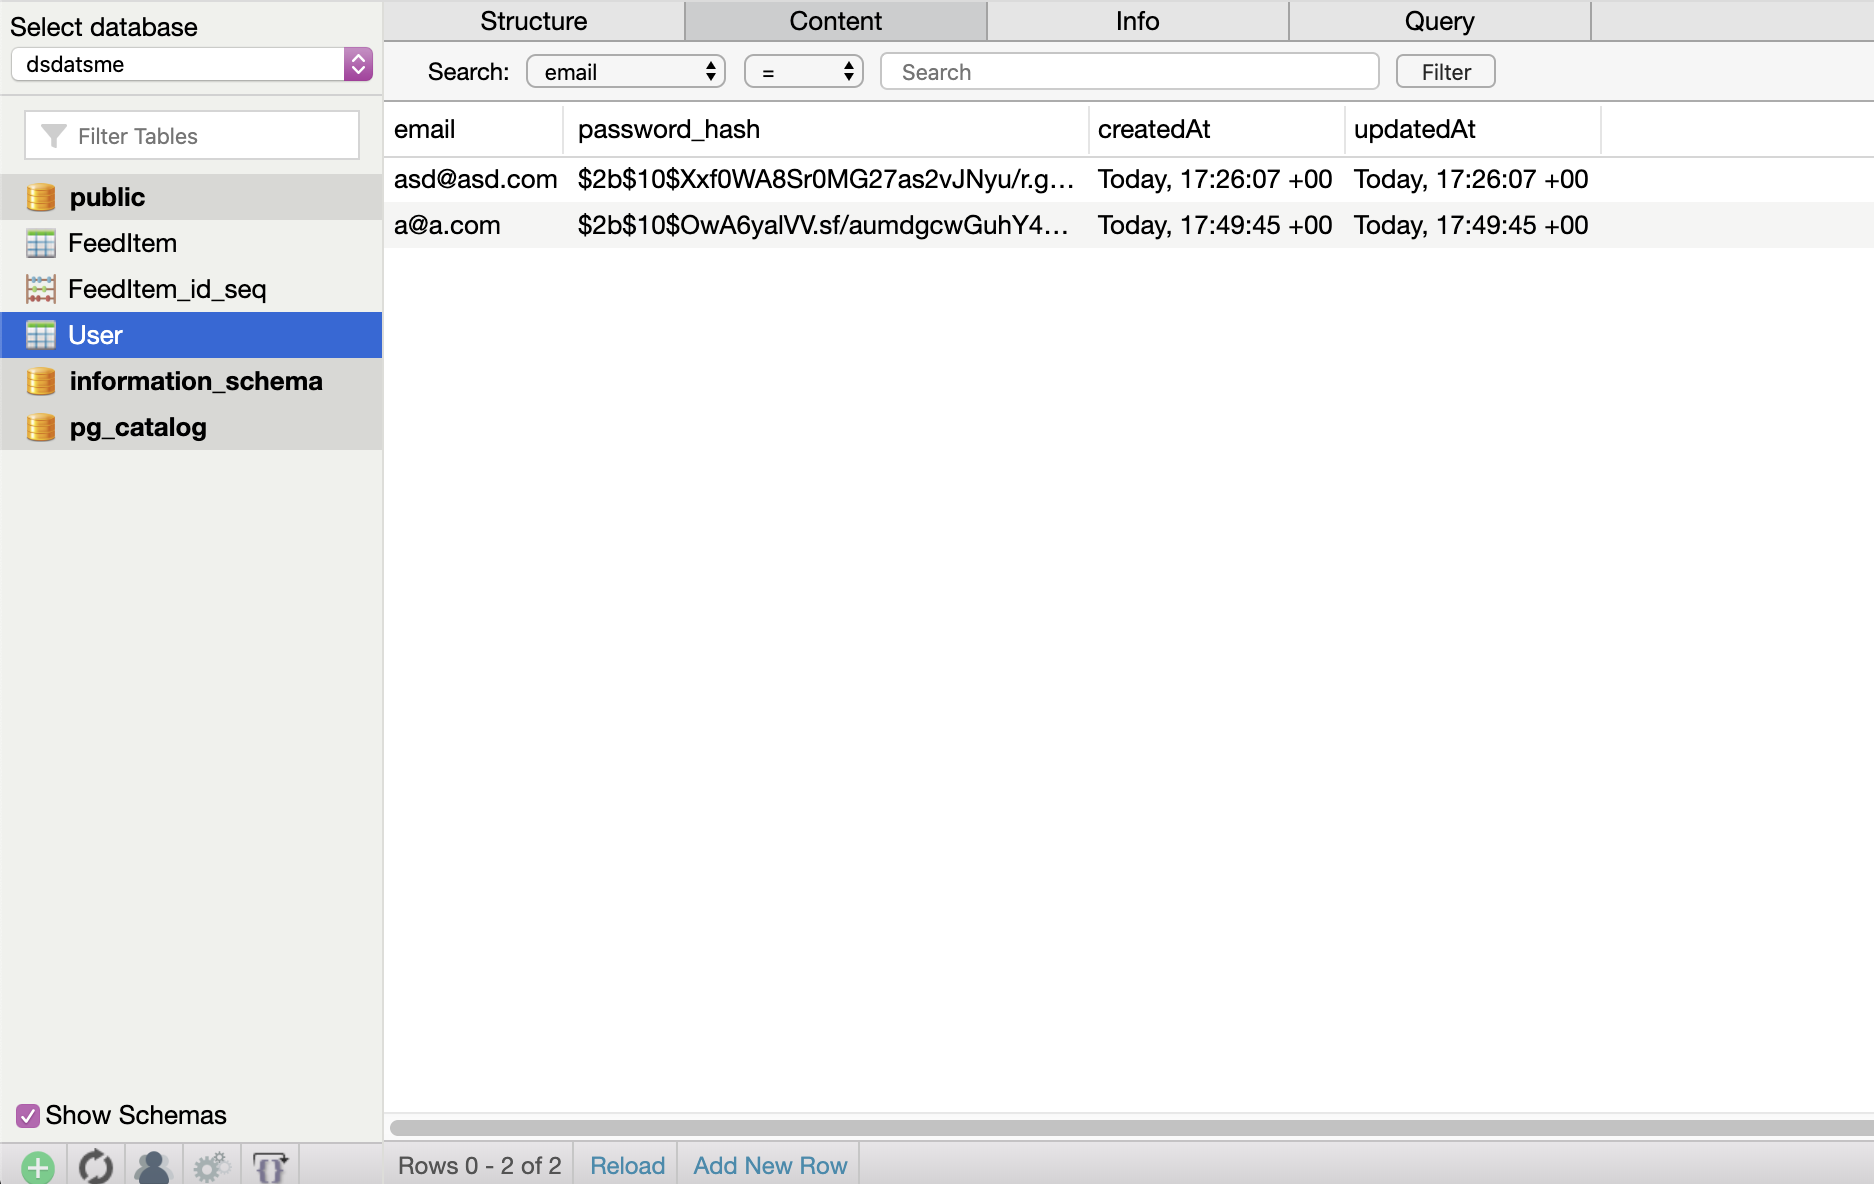 Select database
dsdatsme
Filter Tables
public
FeedItem
FeedItem_id_seq
User
information_schema
pg_catalog
Show Schemas
Structure Content Info Query
Search: email = Search Filter
email password_hash createdAt updatedAt
asd@asd.com $2b$10$Xxf0WA8Sr0MG27as2vJNyu/r.g... Today, 17:26:07 +00 Today, 17:26:07 +00
a@a.com $2b$10$OwA6yalVV.sf/aumdgcwGuhY4... Today, 17:49:45 +00 Today, 17:49:45 +00
Rows 0 - 2 of 2 Reload Add New Row